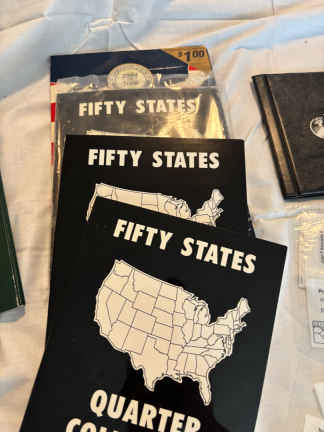 $1.00
FIFTY STATES
FIFTY STATES
FIFTY STATES
QUARTER